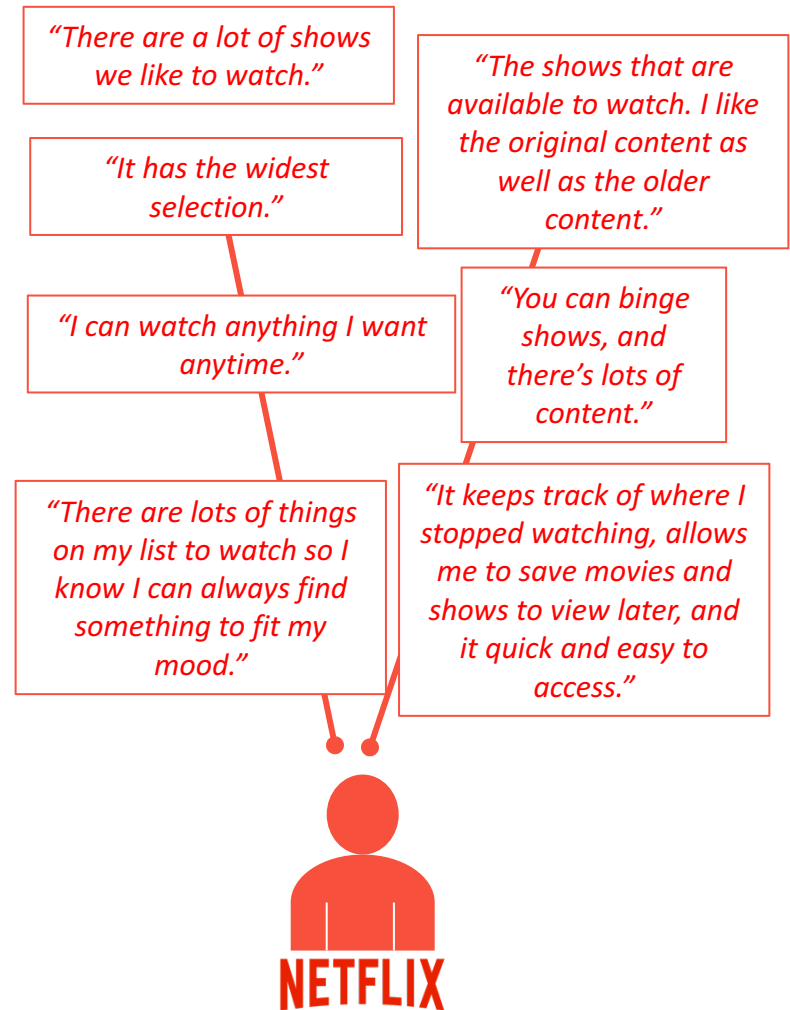 “There are a lot of shows
we like to watch.”
“It has the widest
selection.”
“I can watch anything I want
anytime.”
“There are lots of things
on my list to watch so I
know I can always find
something to fit my
mood.”
“The shows that are
available to watch. I like
the original content as
well as the older
content.”
“You can binge
shows, and
there’s lots of
content.”
“It keeps track of where I
stopped watching, allows
me to save movies and
shows to view later, and
it quick and easy to
access.”
NETFLIX